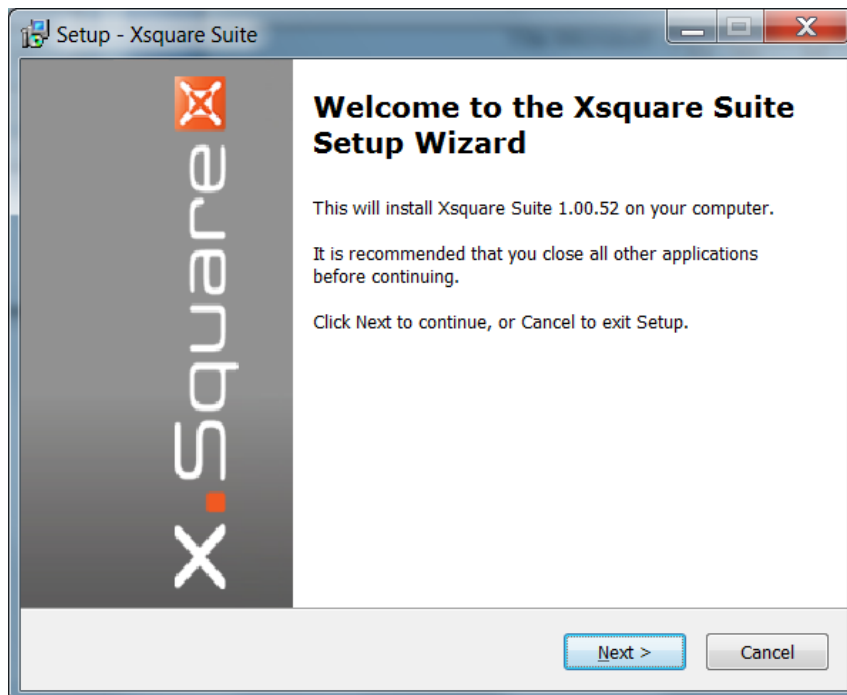 Setup - Xsquare Suite
x.Square
Welcome to the Xsquare Suite
Setup Wizard
This will install Xsquare Suite 1.00.52 on your computer.
It is recommended that you close all other applications
before continuing.
Click Next to continue, or Cancel to exit Setup.
Next >
Cancel